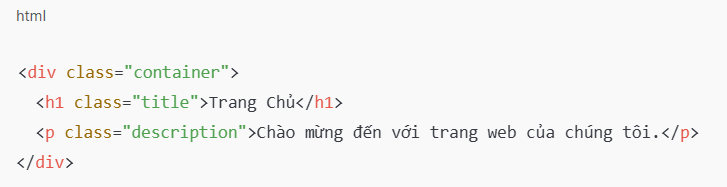 html
<div class="container">
  <h1 class="title">Trang Chủ</h1>
  <p class="description">Chào mừng đến với trang web của chúng tôi.</p>
</div>